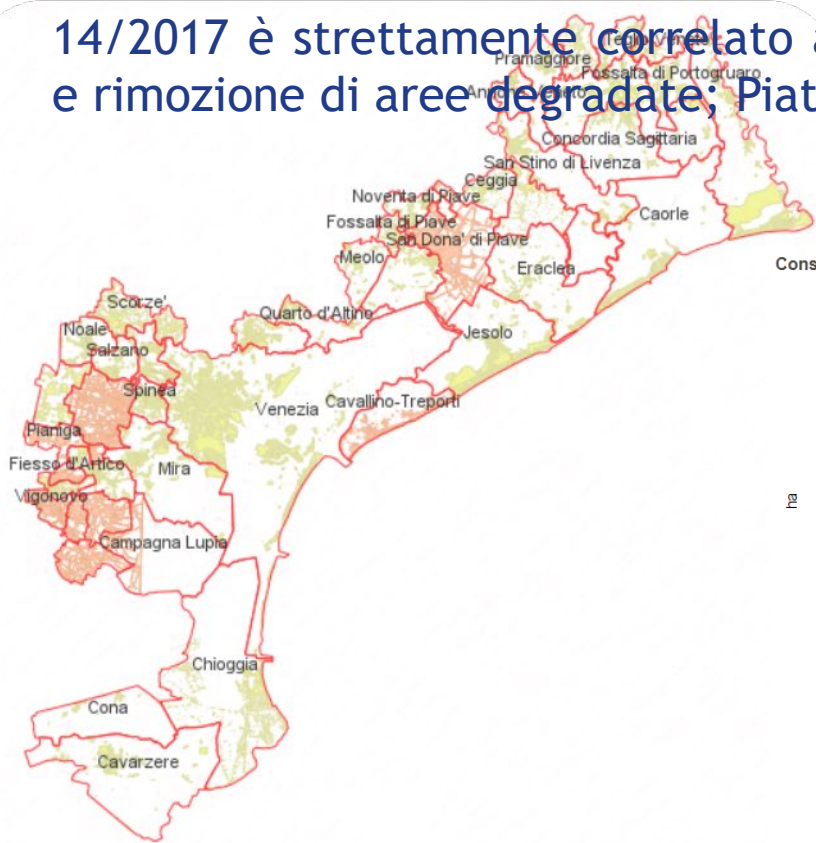 14/2017 è strettamente correlato a
e rimozione di aree degradate; Piat
Pramaggiore
Fossalta di Portogruaro
Concordia Sagittaria
San Stino di Livenza
Ceggia
Noventa di Piave
Caorle
Fossalta di Piave
San Dona' di Piave
Meolo
Eraclea
Cons
Scorze'
Quarto d'Altino
Noale
Jesolo
Salzano
Spinea
Venezia
Cavallino-Treporti
Pianiga
Fiesso d'Artico
Mira
Vigonovo
ha
Campagna Lupia
Chioggia
Cona
Cavarzere